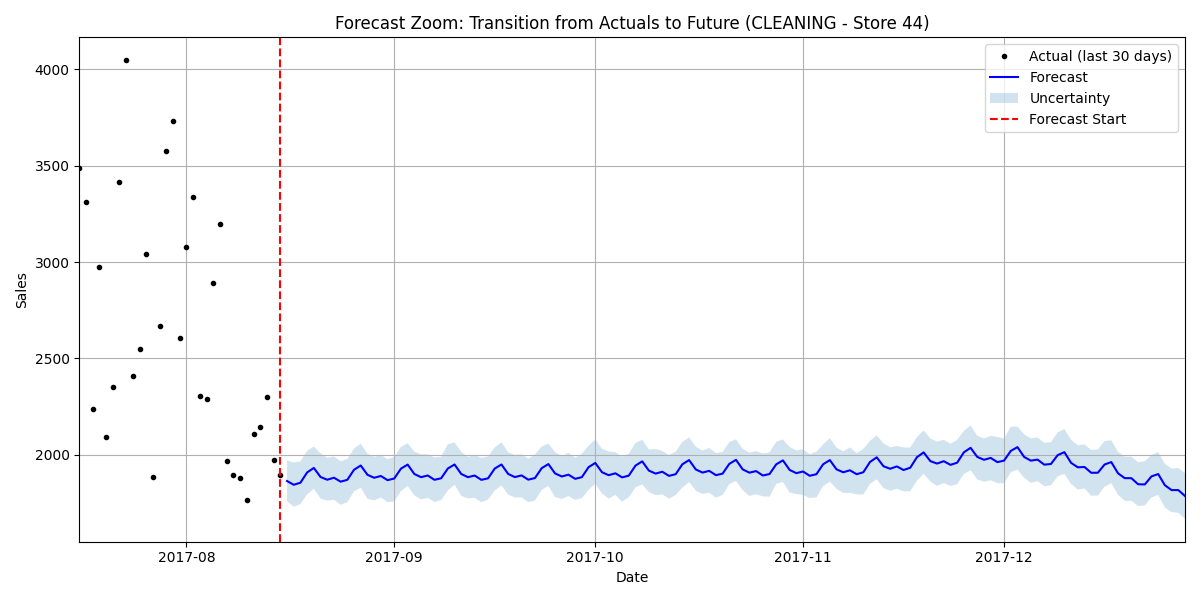 Forecast Zoom: Transition from Actuals to Future (CLEANING - Store 44)
Actual (last 30 days)
Forecast
Uncertainty
Forecast Start
Sales
4000
3500
3000
2500
2000
2017-08 2017-09 2017-10 2017-11 2017-12
Date